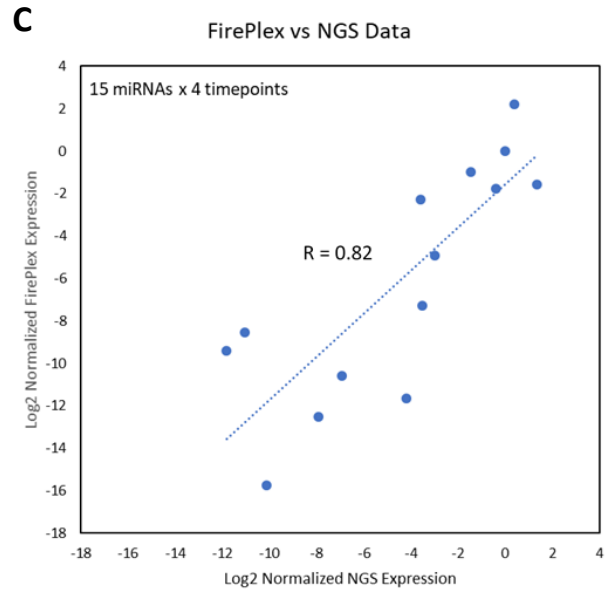 C
FirePlex vs NGS Data
15 miRNAs x 4 timepoints
R = 0.82
Log2 Normalized FirePlex Expression
4
2
0
-2
-4
-6
-8
-10
-12
-14
-16
-18
-18 -16 -14 -12 -10 -8 -6 -4 -2 0 2 4
Log2 Normalized NGS Expression